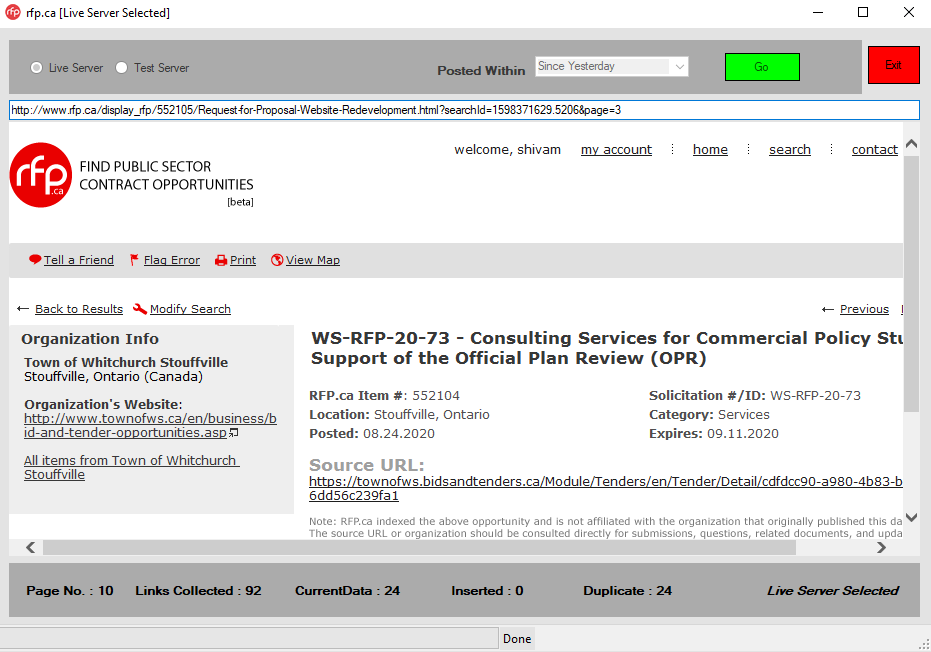 rfp.ca [Live Server Selected]
Live Server Test Server Posted Within Since Yesterday Go Exit
http://www.rfp.ca/display_rfp/552105/Request-for-Proposal-Website-Redevelopment.html?searchId=1598371629.5206&page=3
welcome, shivam my account home search contact
rfp.ca
FIND PUBLIC SECTOR
CONTRACT OPPORTUNITIES
[beta]
Tell a Friend Flag Error Print View Map
← Back to Results Modify Search ← Previous
Organization Info
Town of Whitchurch Stouffville
Stouffville, Ontario (Canada)
Organization's Website:
http://www.townofws.ca/en/business/b
id-and-tender-opportunities.asp
All items from Town of Whitchurch
Stouffville
WS-RFP-20-73 - Consulting Services for Commercial Policy Stu
Support of the Official Plan Review (OPR)
RFP.ca Item #: 552104 Solicitation #/ID: WS-RFP-20-73
Location: Stouffville, Ontario Category: Services
Posted: 08.24.2020 Expires: 09.11.2020
Source URL:
https://townofws.bidsandtenders.ca/Module/Tenders/en/Tender/Detail/cdfdcc90-a980-4b83-b
6dd56c239fa1
Note: RFP.ca indexed the above opportunity and is not affiliated with the organization that originally published this da
The source URL or organization should be consulted directly for submissions, questions, related documents, and upda
Page No. : 10 Links Collected : 92 CurrentData : 24 Inserted : 0 Duplicate : 24 Live Server Selected
Done